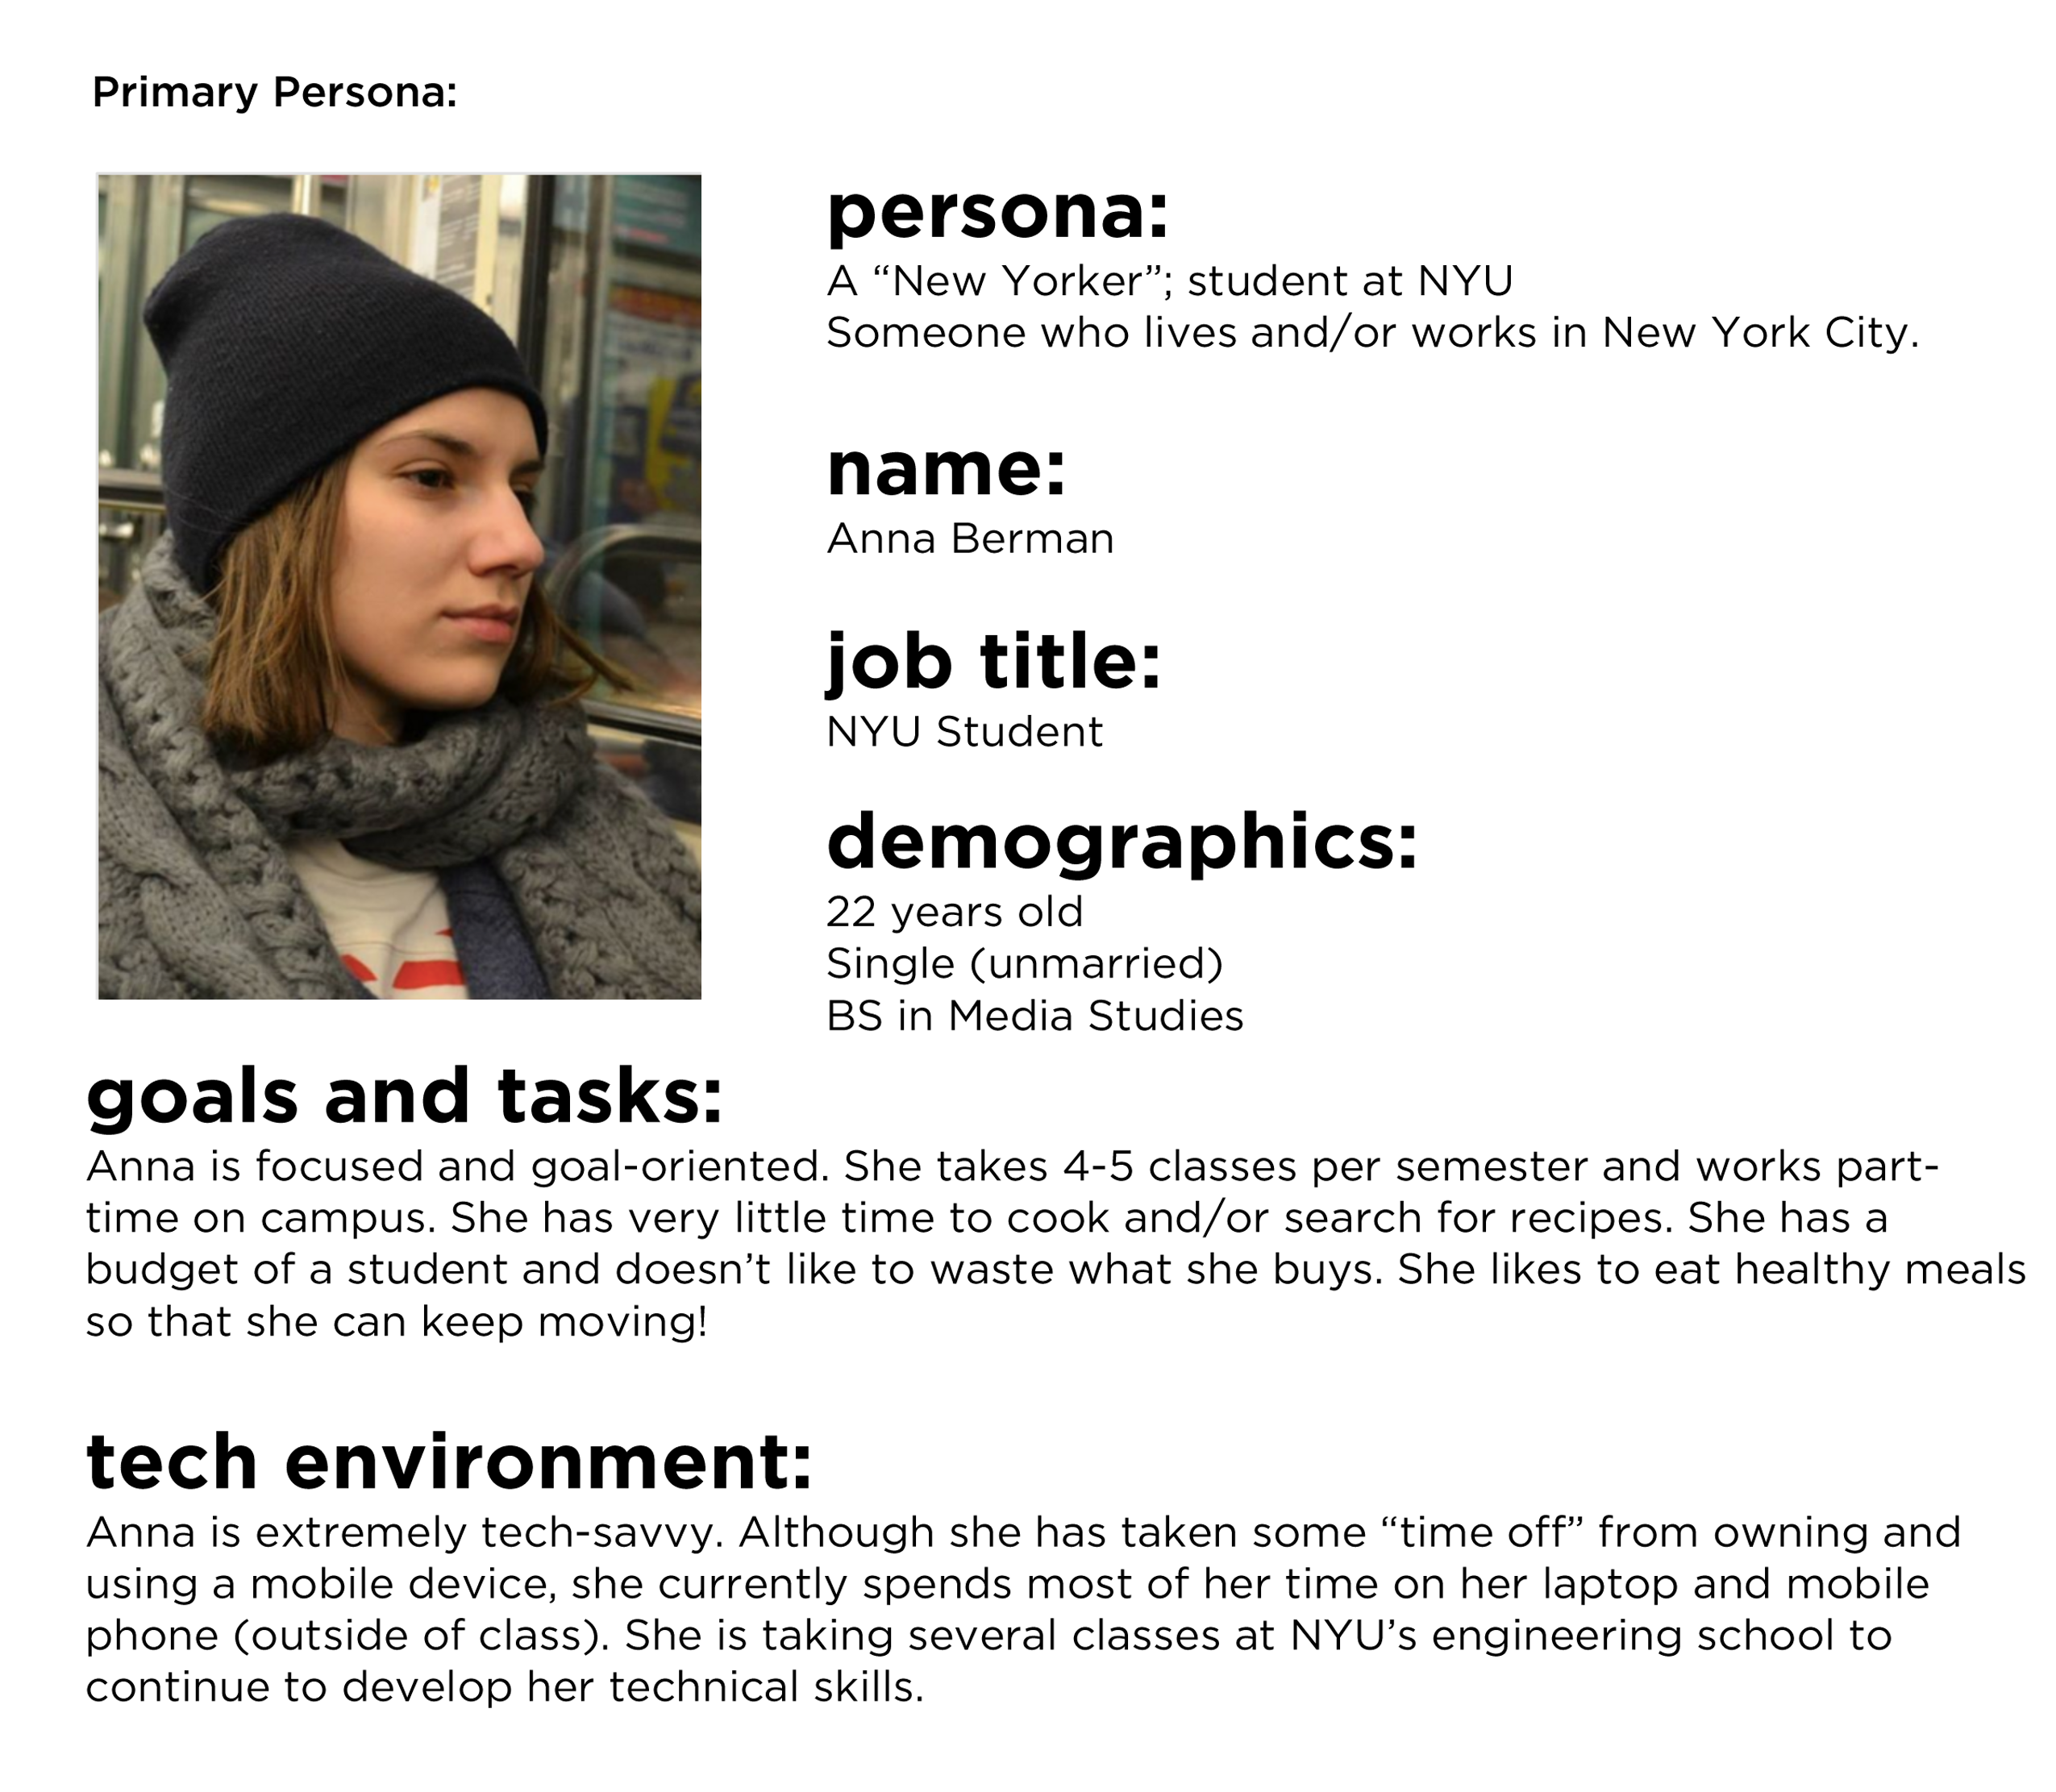 Primary Persona:
persona:
A “New Yorker”; student at NYU
Someone who lives and/or works in New York City.
name:
Anna Berman
job title:
NYU Student
demographics:
22 years old
Single (unmarried)
BS in Media Studies
goals and tasks:
Anna is focused and goal-oriented. She takes 4-5 classes per semester and works part-
time on campus. She has very little time to cook and/or search for recipes. She has a
budget of a student and doesn’t like to waste what she buys. She likes to eat healthy meals
so that she can keep moving!
tech environment:
Anna is extremely tech-savvy. Although she has taken some “time off” from owning and
using a mobile device, she currently spends most of her time on her laptop and mobile
phone (outside of class). She is taking several classes at NYU’s engineering school to
continue to develop her technical skills.